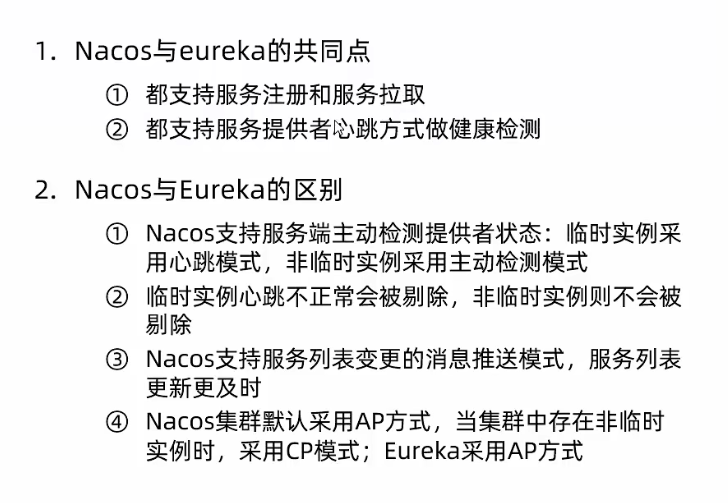 1. Nacos与eureka的共同点
① 都支持服务注册和服务拉取
② 都支持服务提供者心跳方式做健康检测
2. Nacos与Eureka的区别
① Nacos支持服务端主动检测提供者状态：临时实例采
用心跳模式，非临时实例采用主动检测模式
② 临时实例心跳不正常会被剔除，非临时实例则不会被
剔除
③ Nacos支持服务列表变更的消息推送模式，服务列表
更新更及时
④ Nacos集群默认采用AP方式，当集群中存在非临时
实例时，采用CP模式；Eureka采用AP方式